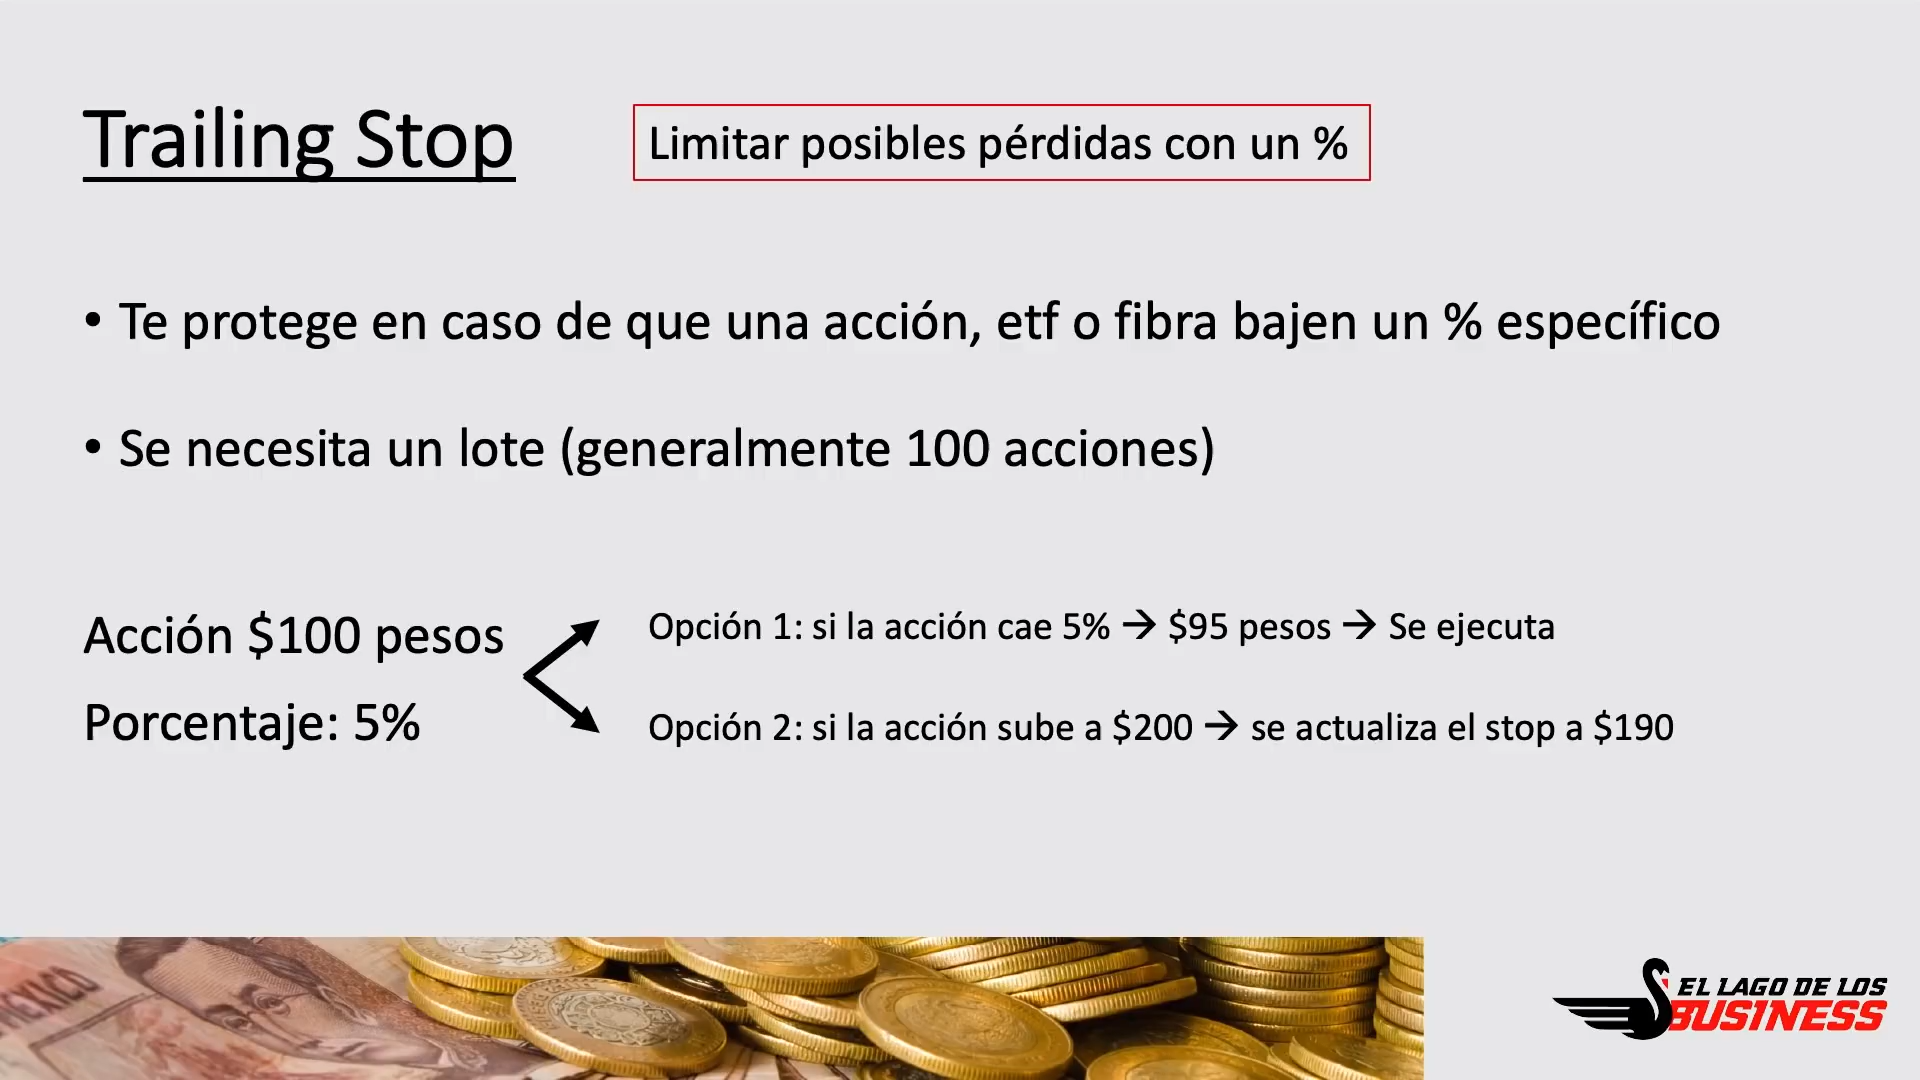 Trailing Stop
Limitar posibles pérdidas con un %
• Te protege en caso de que una acción, etf o fibra bajen un % específico
• Se necesita un lote (generalmente 100 acciones)
Acción $100 pesos
Porcentaje: 5%
Opción 1: si la acción cae 5% → $95 pesos → Se ejecuta
Opción 2: si la acción sube a $200 → se actualiza el stop a $190
MÉXICO
EL LAGO DE LOS
BUSINESS